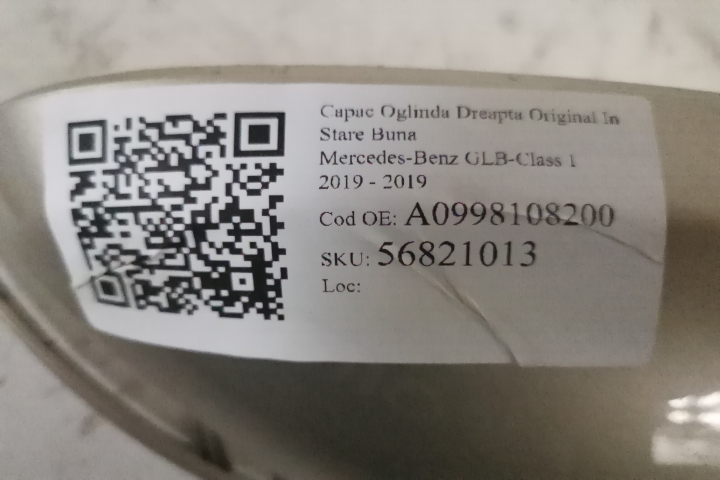 Capac Oglinda Dreapta Original In
Stare Buna
Mercedes-Benz GLB-Class 1
2019 - 2019
Cod OE: A0998108200
SKU: 56821013
Loc: